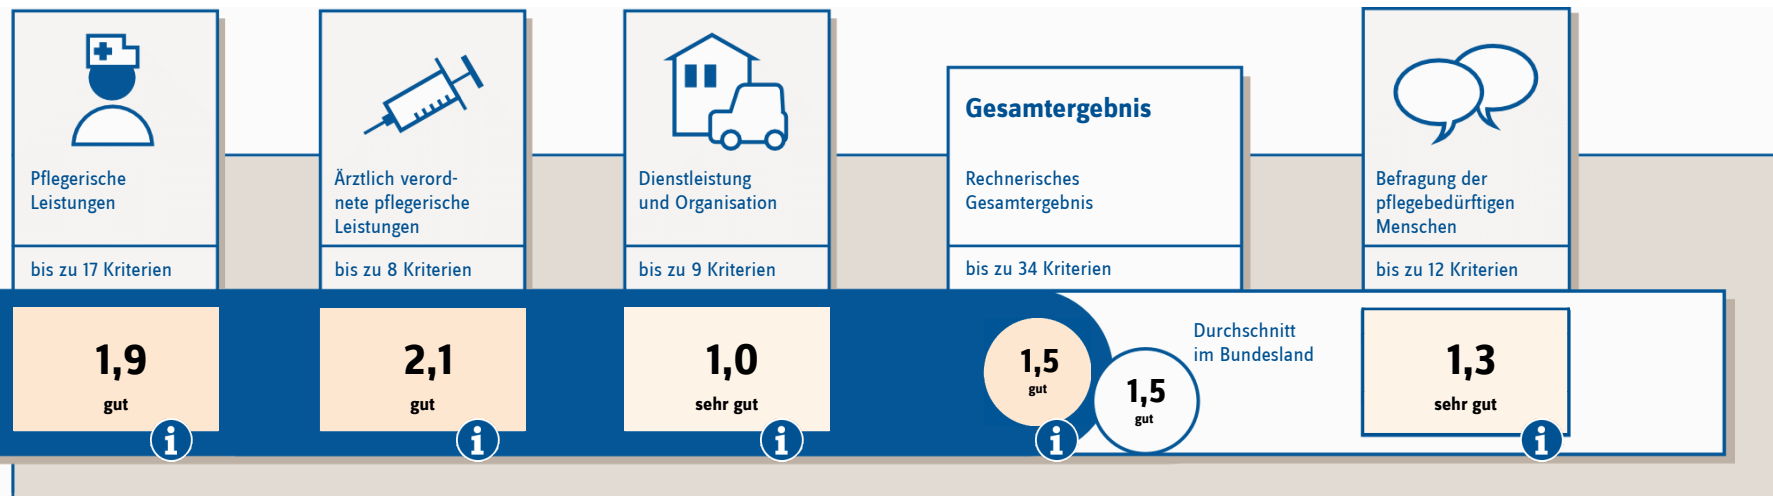 Pflegerische
Leistungen
bis zu 17 Kriterien
1,9
gut
i
Ärztlich verord-
nete pflegerische
Leistungen
bis zu 8 Kriterien
2,1
gut
i
Dienstleistung
und Organisation
bis zu 9 Kriterien
1,0
sehr gut
i
Gesamtergebnis
Rechnerisches
Gesamtergebnis
bis zu 34 Kriterien
1,5
gut
i
1,5
gut
Durchschnitt
im Bundesland
Befragung der
pflegebedürftigen
Menschen
bis zu 12 Kriterien
1,3
sehr gut
i